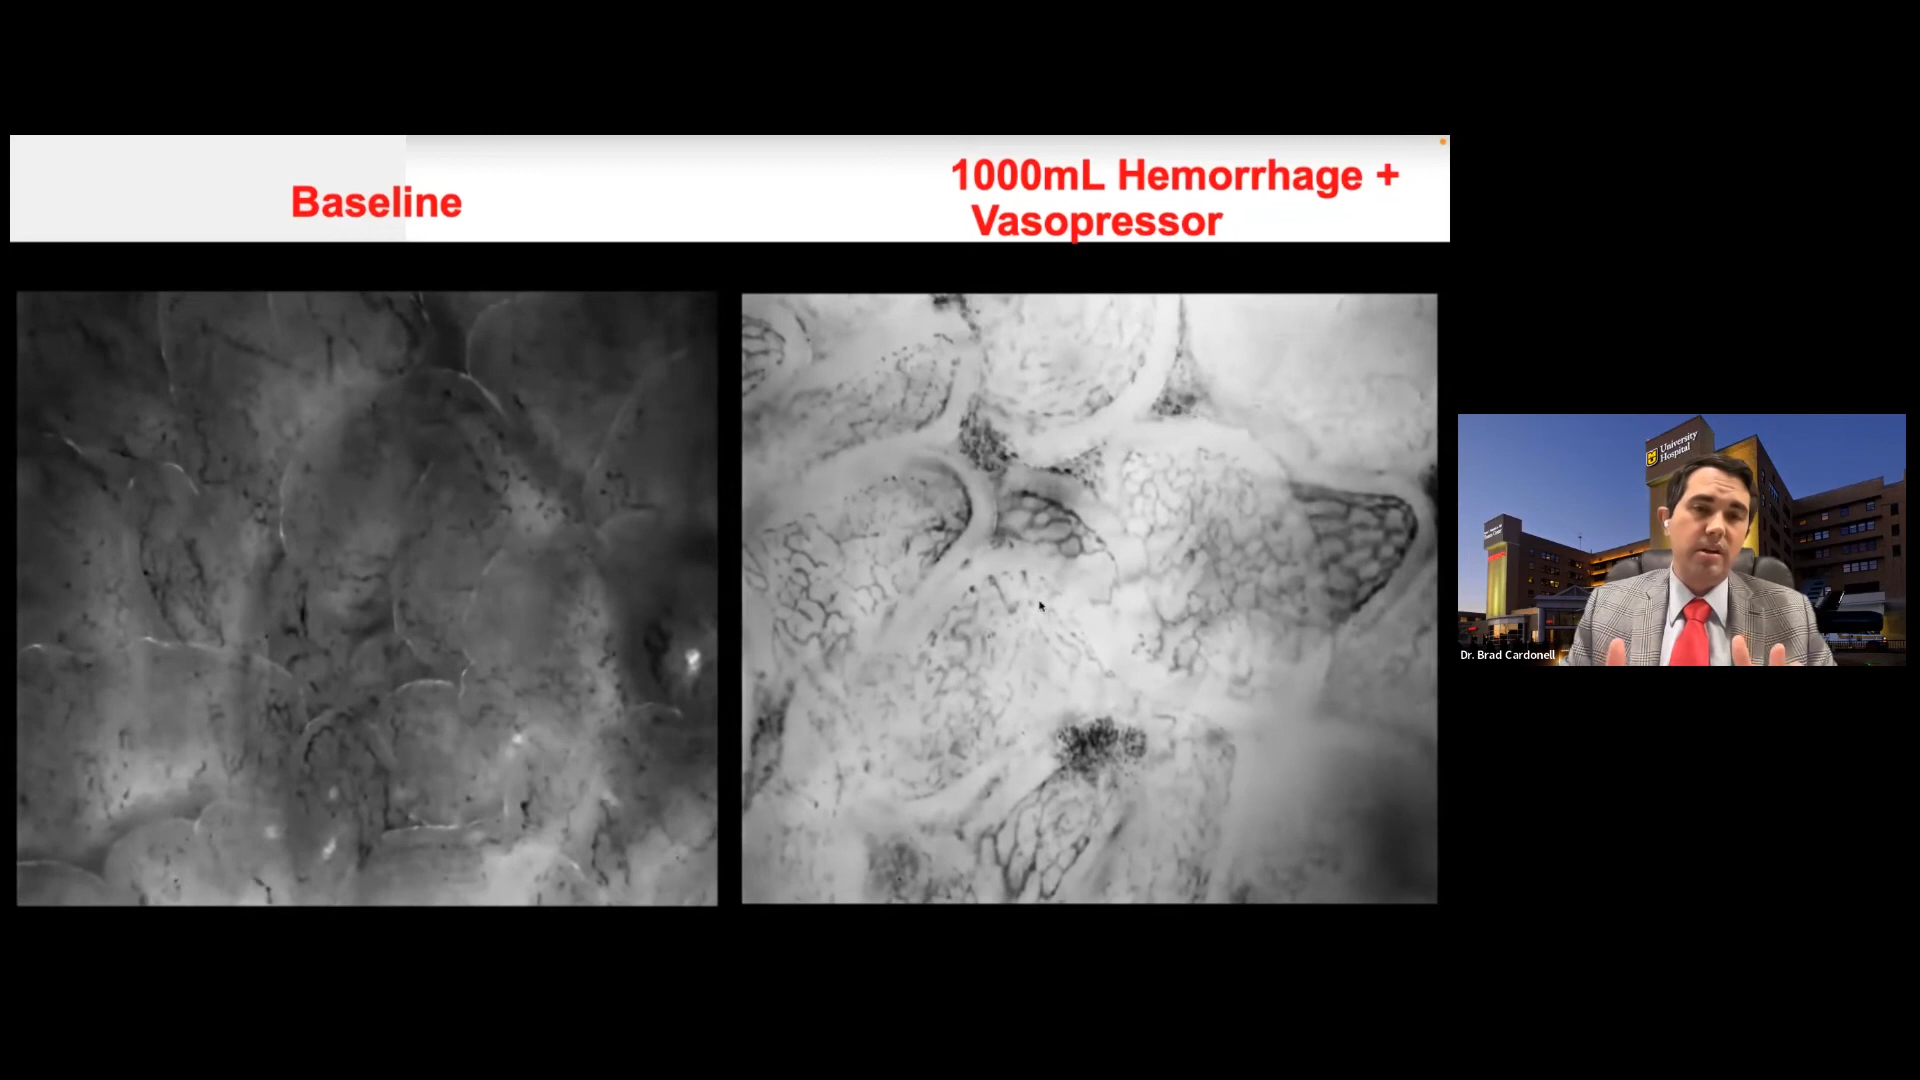 Baseline
1000mL Hemorrhage +
Vasopressor
University
Hospital
Dr. Brad Cardonell